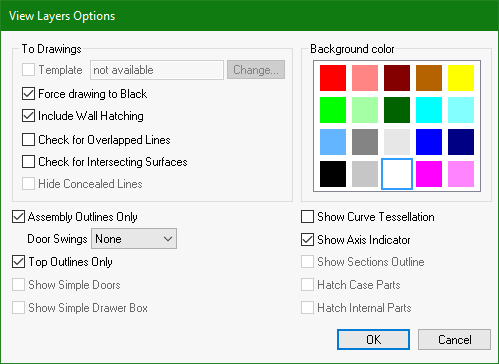 View Layers Options
To Drawings
Template
not available
Change...
Force drawing to Black
Include Wall Hatching
Check for Overlapped Lines
Check for Intersecting Surfaces
Hide Concealed Lines
Background color
Assembly Outlines Only
Door Swings
None
Top Outlines Only
Show Simple Doors
Show Simple Drawer Box
Show Curve Tessellation
Show Axis Indicator
Show Sections Outline
Hatch Case Parts
Hatch Internal Parts
OK
Cancel